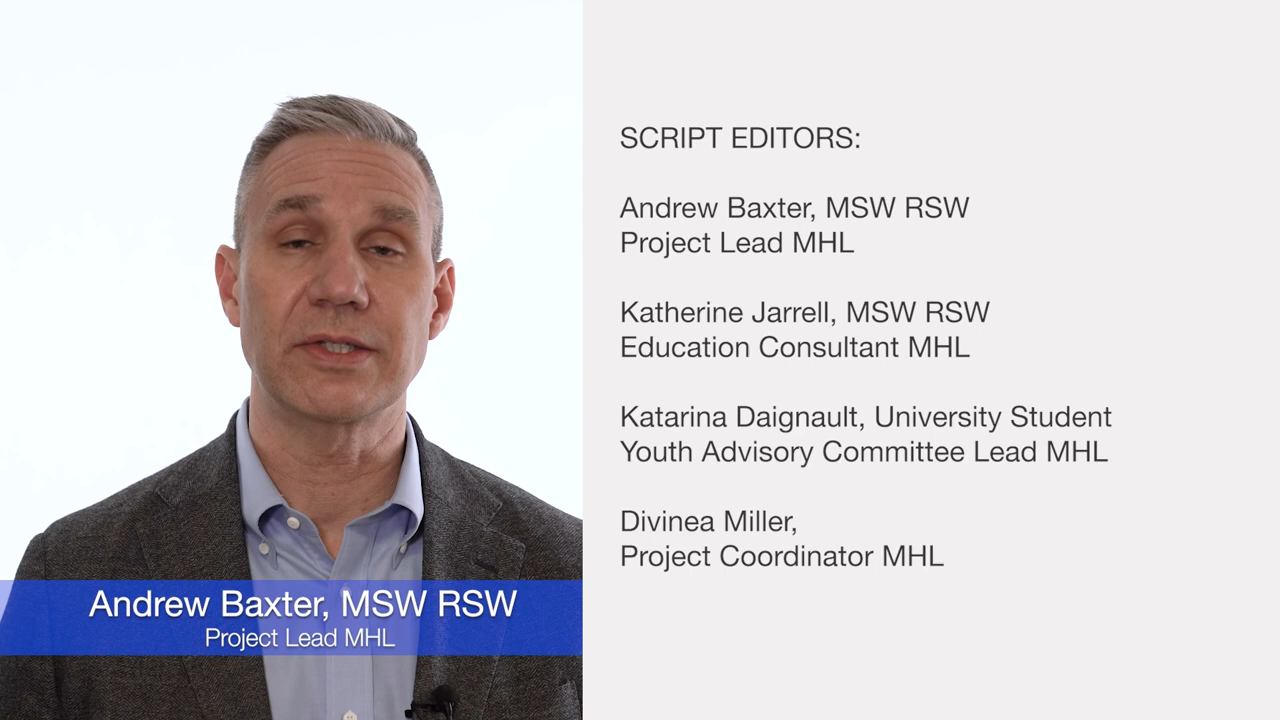 Andrew Baxter, MSW RSW
Project Lead MHL
SCRIPT EDITORS:
Andrew Baxter, MSW RSW
Project Lead MHL
Katherine Jarrell, MSW RSW
Education Consultant MHL
Katarina Daignault, University Student
Youth Advisory Committee Lead MHL
Divinea Miller,
Project Coordinator MHL